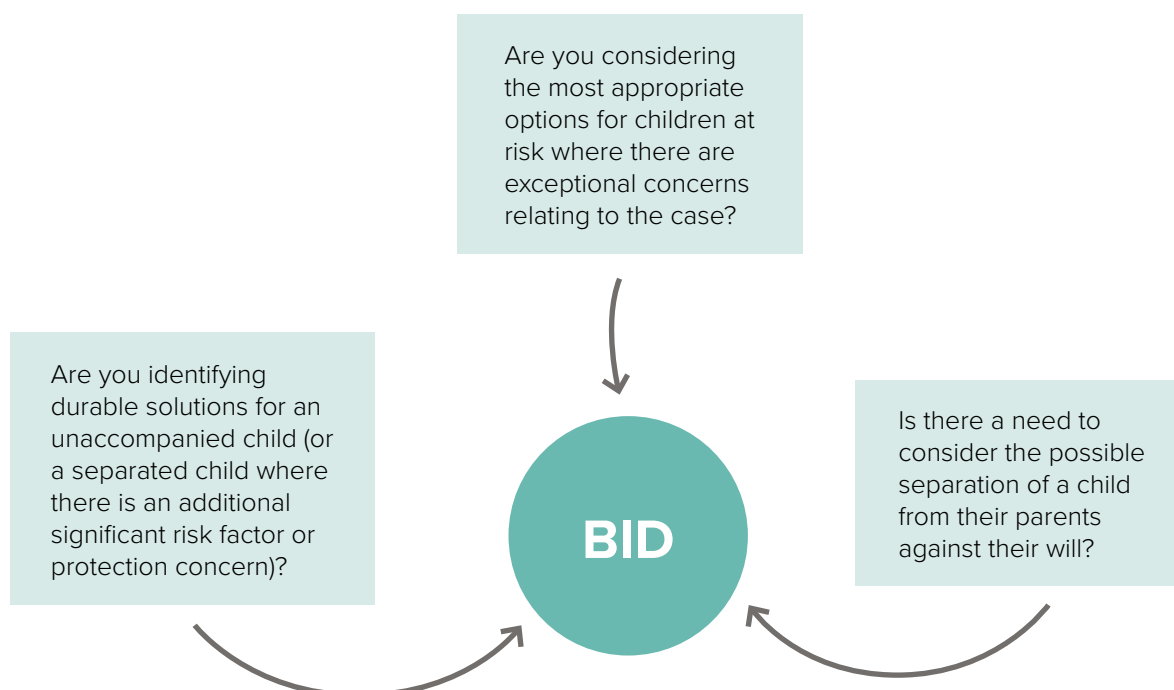 Are you considering
the most appropriate
options for children at
risk where there are
exceptional concerns
relating to the case?
Are you identifying
durable solutions for an
unaccompanied child (or
a separated child where
there is an additional
significant risk factor or
protection concern)?
BID
Is there a need to
consider the possible
separation of a child
from their parents
against their will?